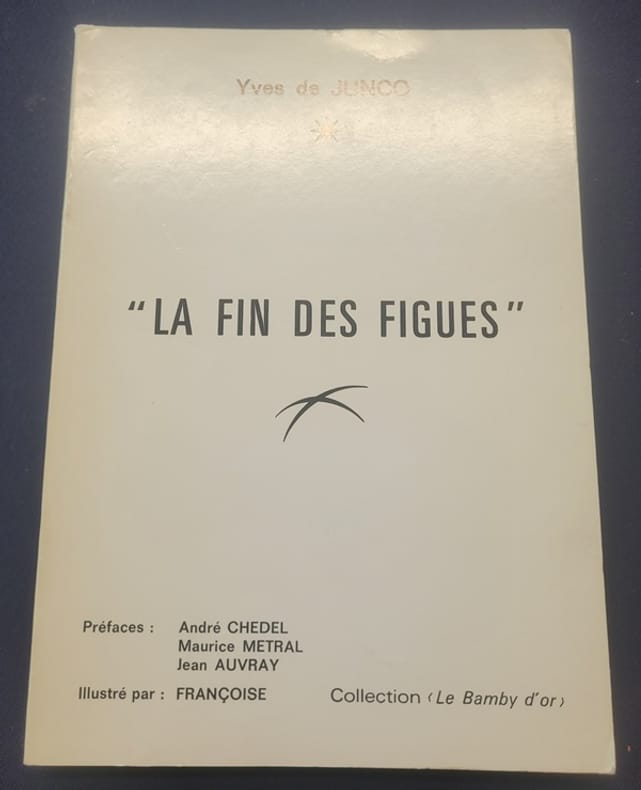 Yves de JUNCO
“LA FIN DES FIGUES”
Préfaces : André CHEDEL
Maurice METRAL
Jean AUVRAY
Illustré par : FRANÇOISE
Collection ‹ Le Bamby d'or ›